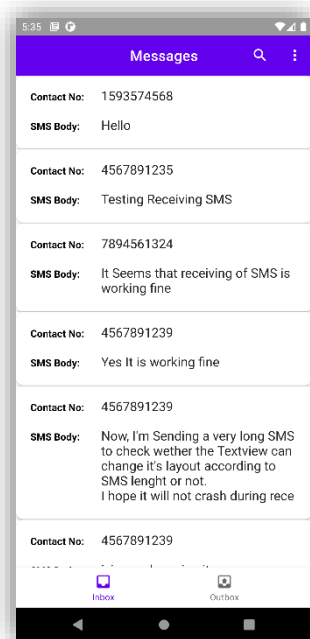 5:35
Messages
Contact No: 1593574568
SMS Body: Hello
Contact No: 4567891235
SMS Body: Testing Receiving SMS
Contact No: 7894561324
SMS Body: It Seems that receiving of SMS is
working fine
Contact No: 4567891239
SMS Body: Yes It is working fine
Contact No: 4567891239
SMS Body: Now, I'm Sending a very long SMS
to check wether the Textview can
change it's layout according to
SMS lenght or not.
I hope it will not crash during rece
Contact No: 4567891239
Inbox
Outbox